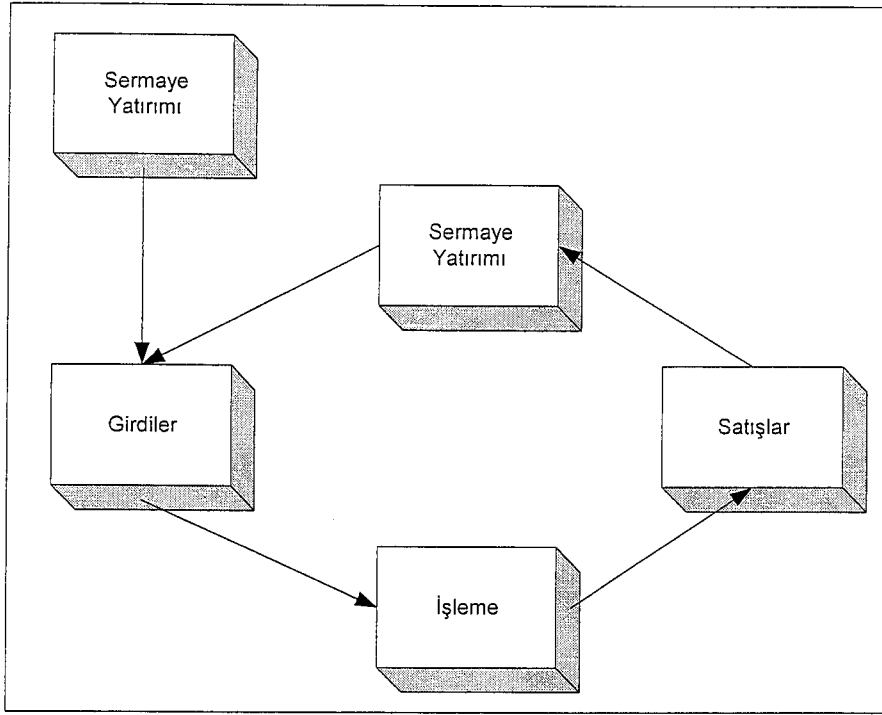 Sermaye
Yatırımı
Sermaye
Yatırımı
Girdiler
Satışlar
İşleme